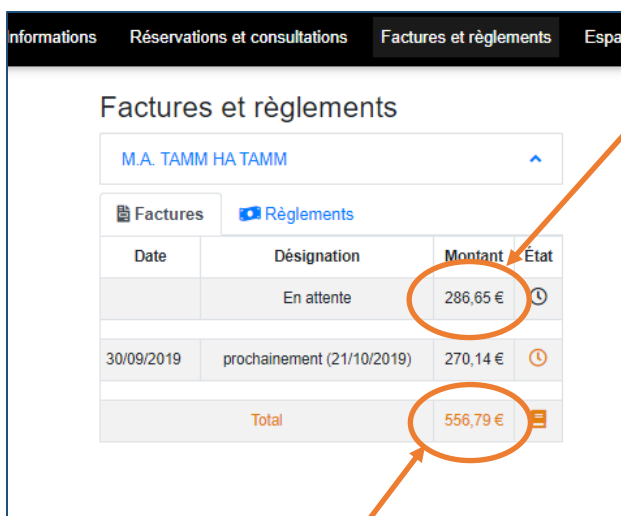 Informations Réservations et consultations Factures et règlements Espa
Factures et règlements
M.A. TAMM HA TAMM
Factures Règlements
Date Désignation Montant État
En attente 286,65 €
30/09/2019 prochainement (21/10/2019) 270,14 €
Total 556,79 €